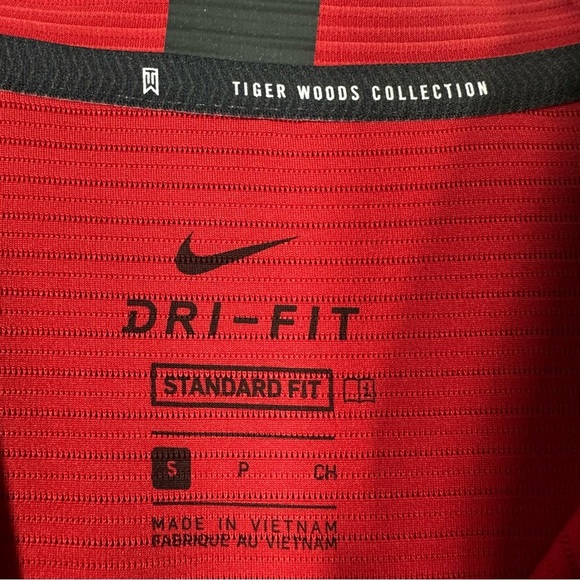 TIGER WOODS COLLECTION
DRI-FIT
STANDARD FIT
S P CH
MADE IN VIETNAM
FABRIQUÉ AU VIETNAM